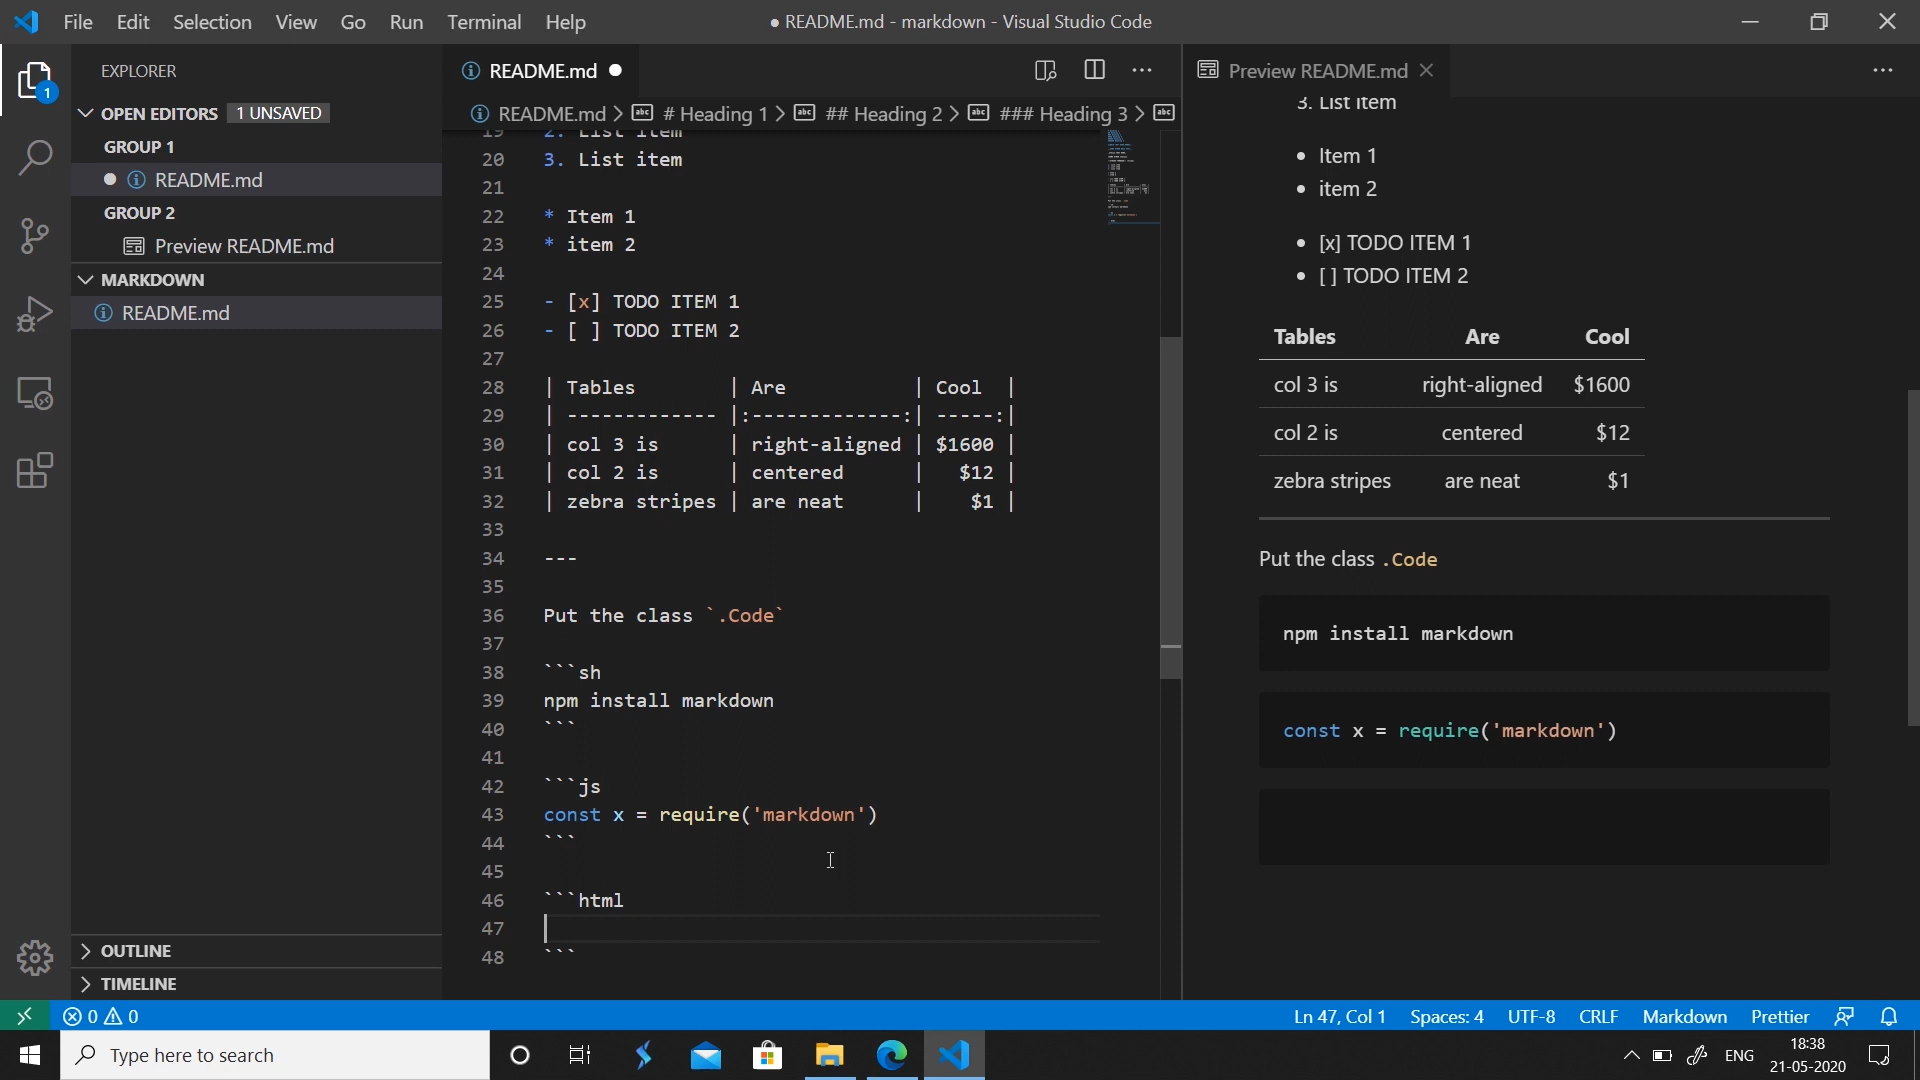 File Edit Selection View Go Run Terminal Help
● README.md - markdown - Visual Studio Code
EXPLORER
1
OPEN EDITORS 1 UNSAVED
GROUP 1
README.md
GROUP 2
Preview README.md
MARKDOWN
README.md
OUTLINE
TIMELINE
README.md
README.md > # Heading 1 > ## Heading 2 > ### Heading 3 >
19 2. List item
20 3. List item
21
22 * Item 1
23 * item 2
24
25 - [x] TODO ITEM 1
26 - [ ] TODO ITEM 2
27
28 | Tables        | Are           | Cool  |
29 | ------------- |:-------------:| -----:|
30 | col 3 is      | right-aligned | $1600 |
31 | col 2 is      | centered      |   $12 |
32 | zebra stripes | are neat      |    $1 |
33
34 ---
35
36 Put the class `.Code`
37
38 ```sh
39 npm install markdown
40 ```
41
42 ```js
43 const x = require('markdown')
44 ```
45
46 ```html
47
48 ```
Preview README.md
3. List item
• Item 1
• item 2
• [x] TODO ITEM 1
• [ ] TODO ITEM 2
Tables Are Cool
col 3 is right-aligned $1600
col 2 is centered $12
zebra stripes are neat $1
Put the class .Code
npm install markdown
const x = require('markdown')
0 0
Ln 47, Col 1 Spaces: 4 UTF-8 CRLF Markdown Prettier
Type here to search
ENG
18:38
21-05-2020